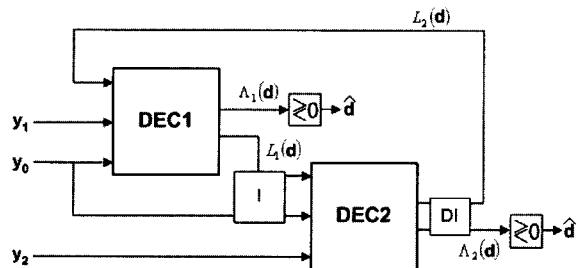 L₂(d)
Λ₁(d)
≷0
d̂
y₁
DEC1
y₀
L₁(d)
I
DEC2
DI
≷0
d̂
Λ₂(d)
y₂